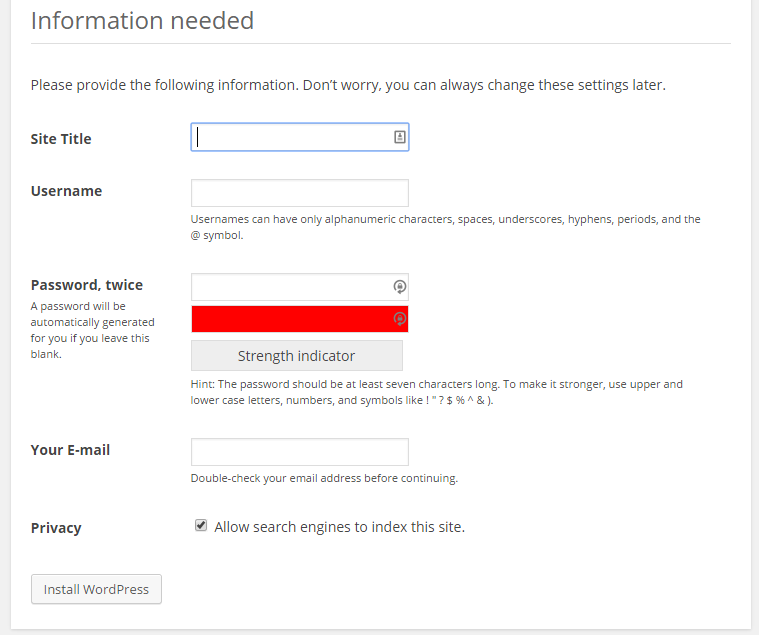 Information needed
Please provide the following information. Don’t worry, you can always change these settings later.
Site Title
Username
Usernames can have only alphanumeric characters, spaces, underscores, hyphens, periods, and the
@ symbol.
Password, twice
A password will be
automatically generated
for you if you leave this
blank.
Strength indicator
Hint: The password should be at least seven characters long. To make it stronger, use upper and
lower case letters, numbers, and symbols like ! " ? $ % ^ & ).
Your E-mail
Double-check your email address before continuing.
Privacy
Allow search engines to index this site.
Install WordPress